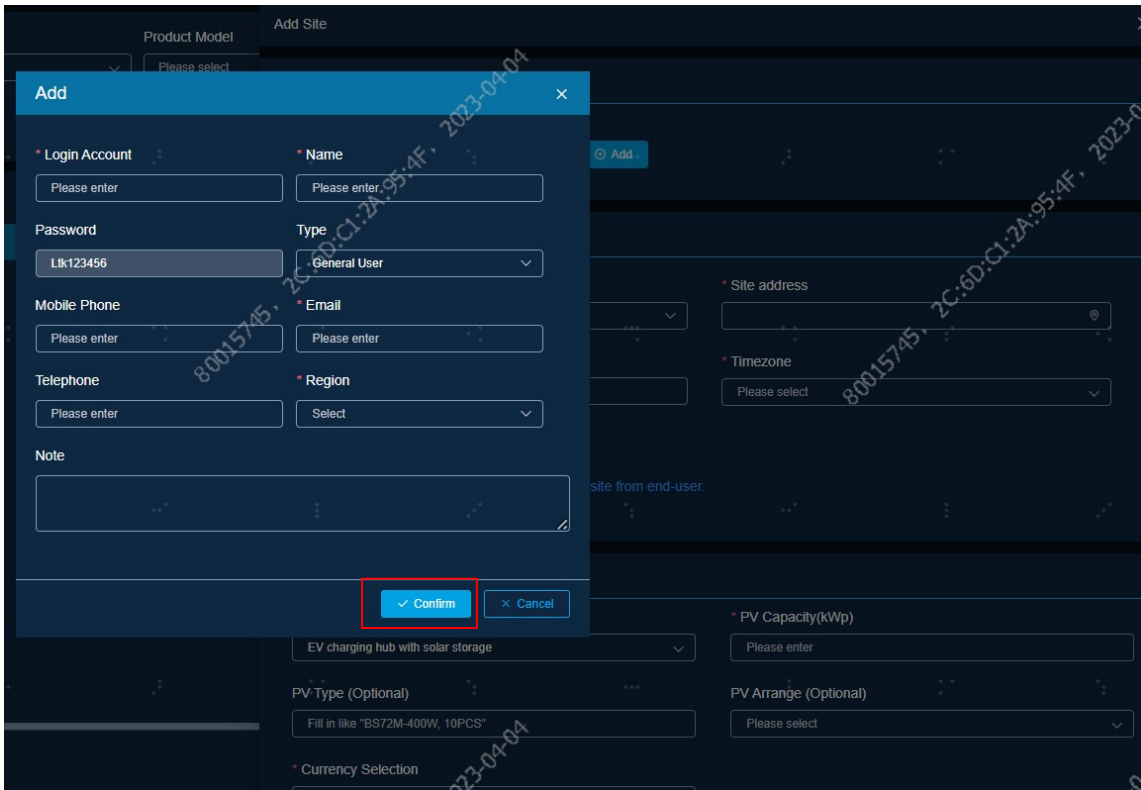 Add Site
Product Model
Please select
Add
* Login Account
* Name
Add
Please enter
Please enter
Password
Type
Ltk123456
General User
* Site address
Mobile Phone
* Email
Please enter
Please enter
* Timezone
Telephone
* Region
Please select
Please enter
Select
Note
site from end-user.
Confirm
Cancel
* PV Capacity(kWp)
EV charging hub with solar storage
Please enter
PV Type (Optional)
PV Arrange (Optional)
Fill in like "BS72M-400W, 10PCS"
Please select
* Currency Selection
80015745, 2C:6D:C1:2A:95:4F, 2023-04-04
80015745, 2C:6D:C1:2A:95:4F, 2023-0
023-04-04